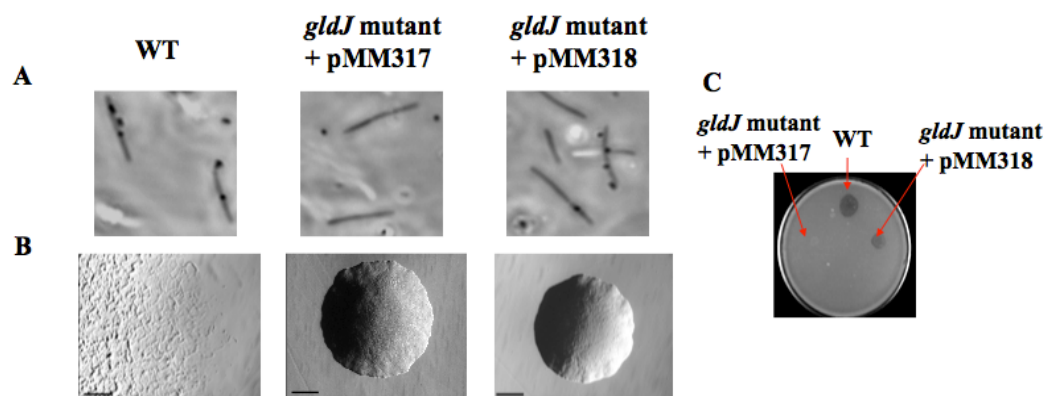 WT
gldJ mutant
+ pMM317
gldJ mutant
+ pMM318
A
B
C
gldJ mutant
+ pMM317
WT
gldJ mutant
+ pMM318